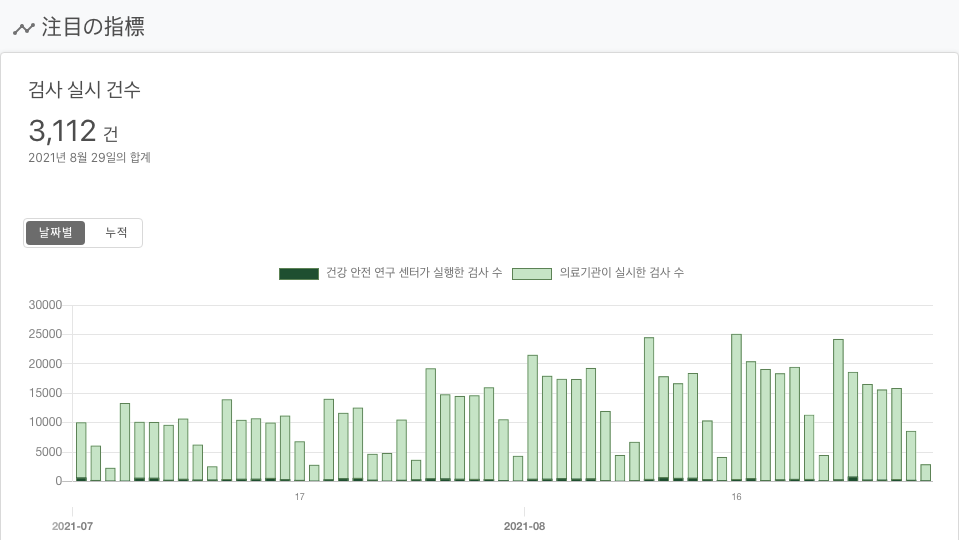 注目の指標
검사 실시 건수
3,112 건
2021년 8월 29일의 합계
날짜별 누적
건강 안전 연구 센터가 실행한 검사 수 의료기관이 실시한 검사 수
30000
25000
20000
15000
10000
5000
0
17 16
2021-07 2021-08